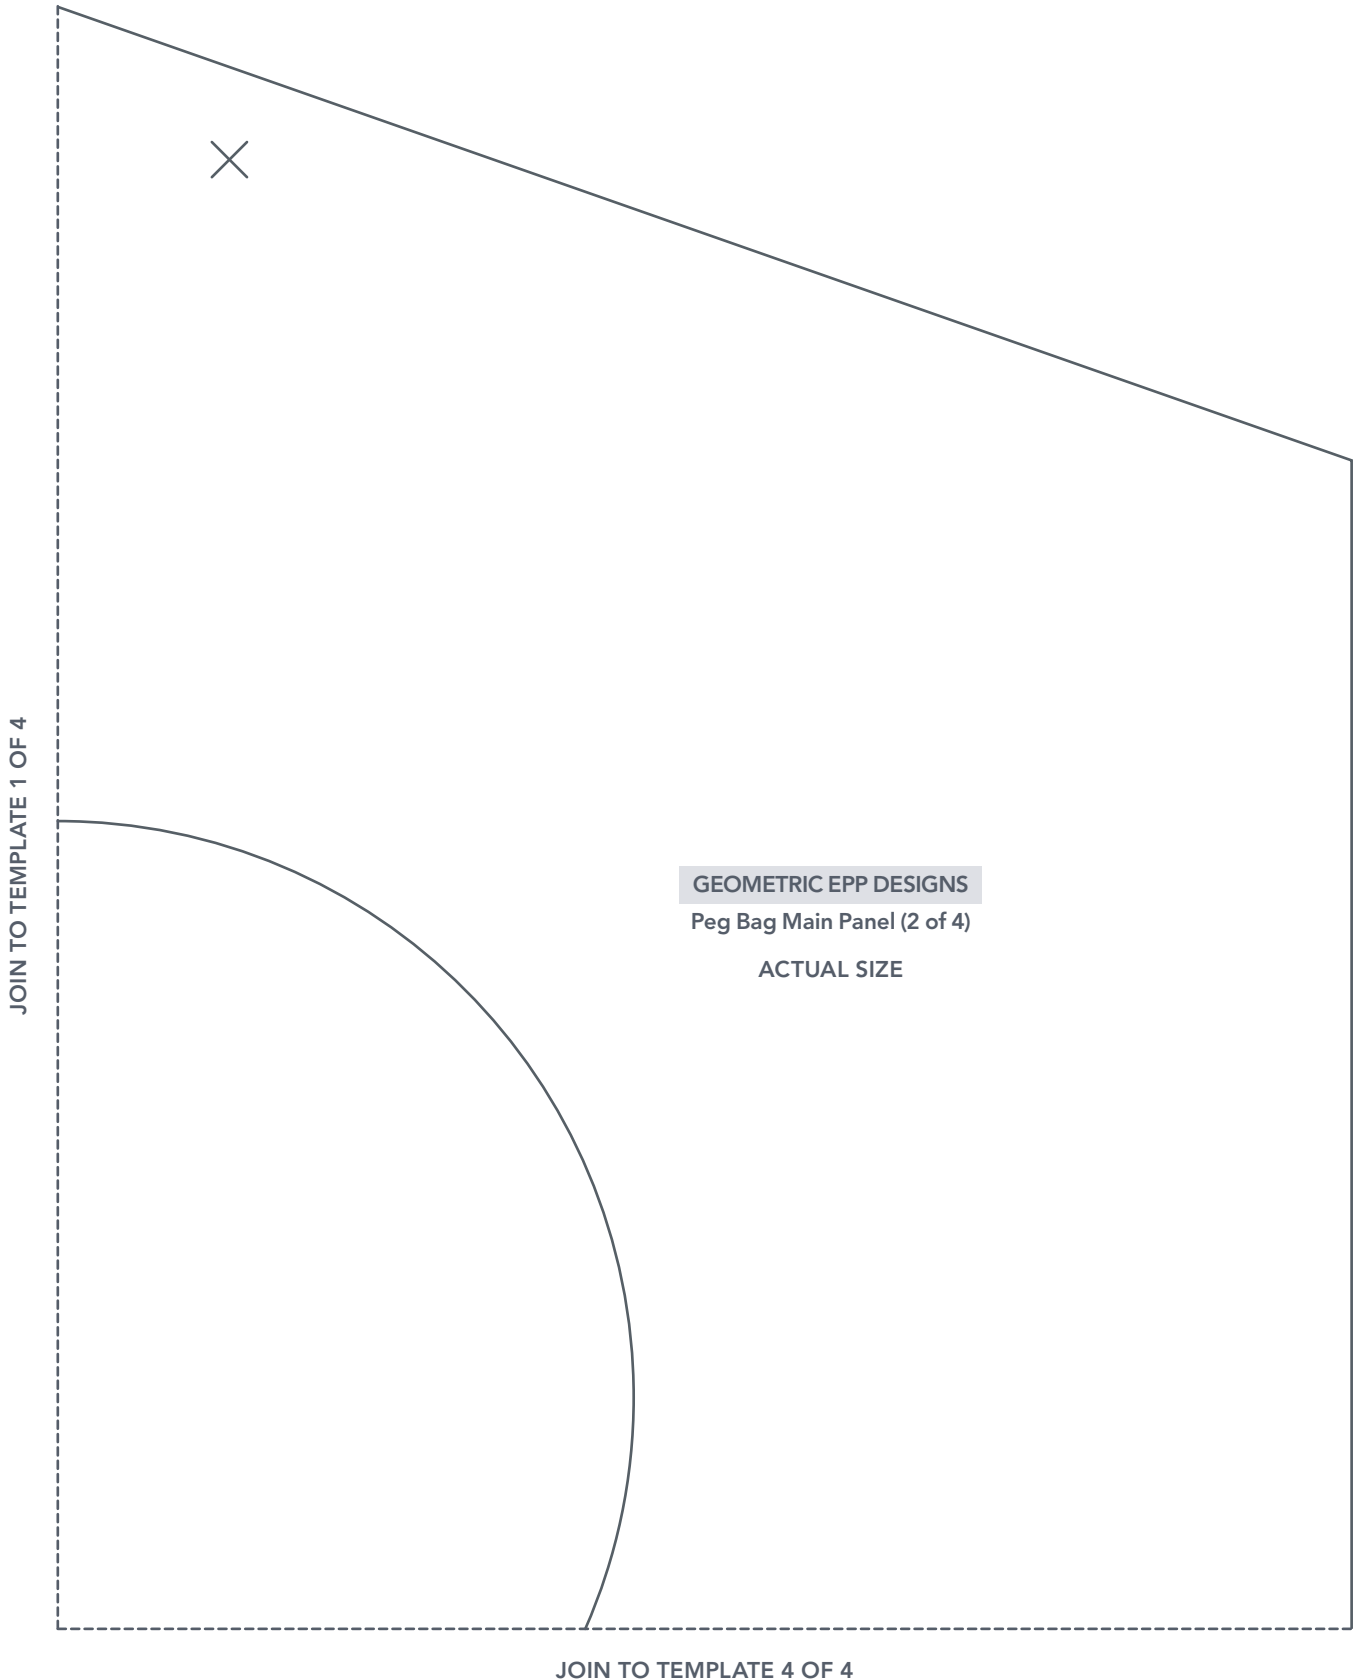 JOIN TO TEMPLATE 1 OF 4
GEOMETRIC EPP DESIGNS
Peg Bag Main Panel (2 of 4)
ACTUAL SIZE
JOIN TO TEMPLATE 4 OF 4